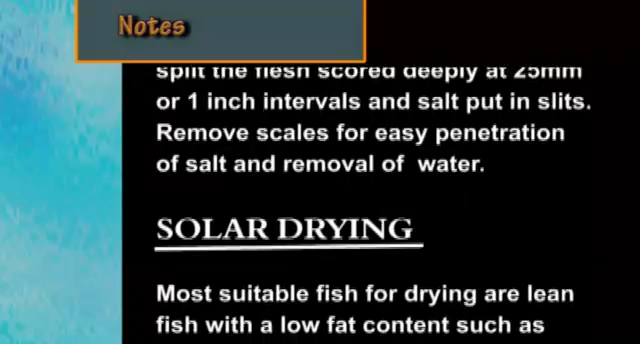 Notes
split the flesh scored deeply at 25mm
or 1 inch intervals and salt put in slits.
Remove scales for easy penetration
of salt and removal of water.
SOLAR DRYING
Most suitable fish for drying are lean
fish with a low fat content such as